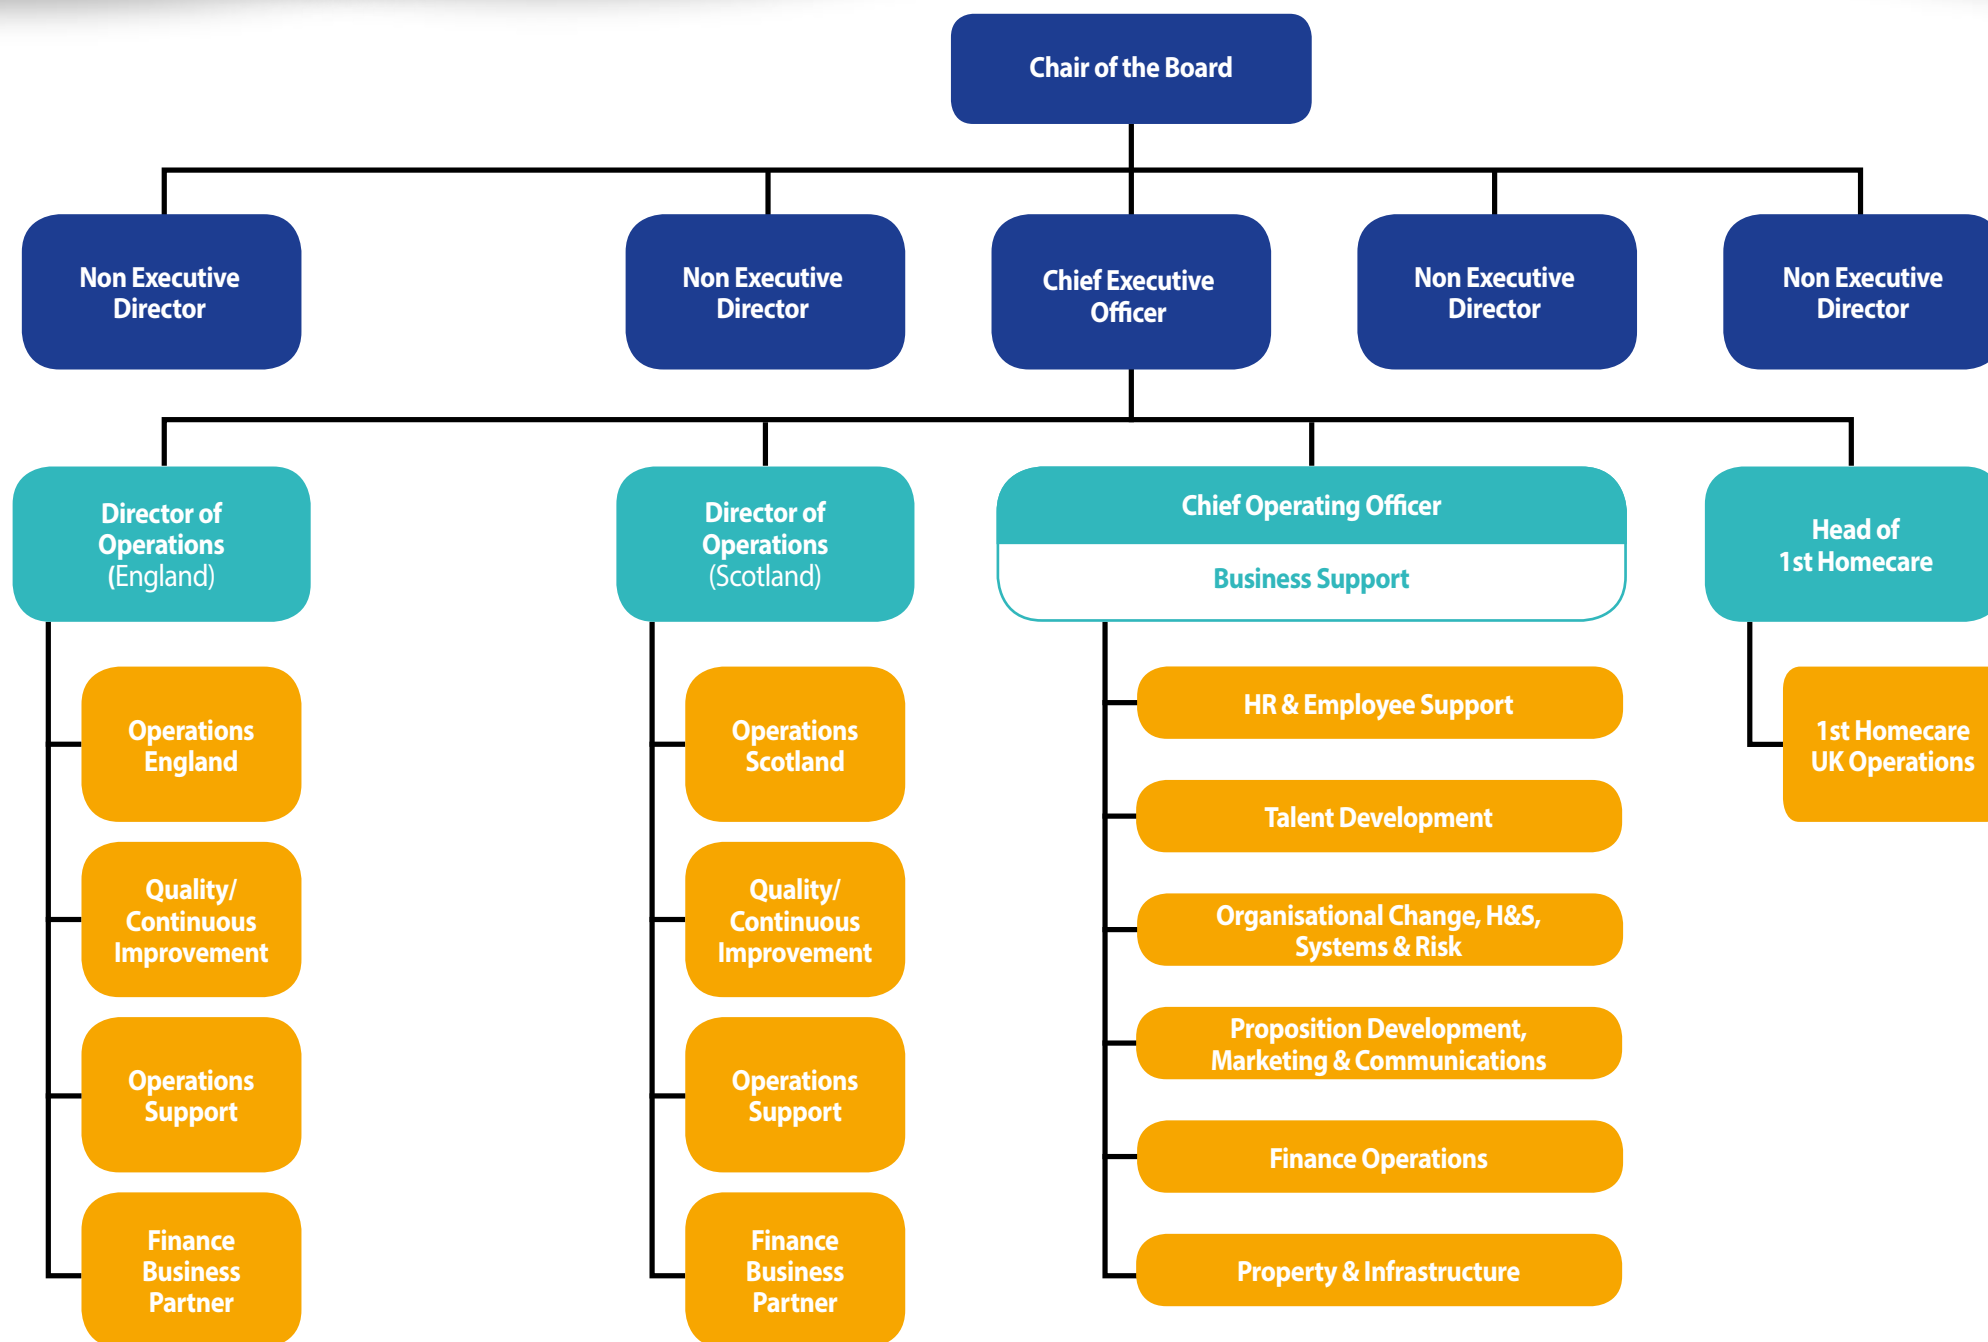 Chair of the Board
Non Executive
Director
Non Executive
Director
Chief Executive
Officer
Non Executive
Director
Non Executive
Director
Director of
Operations
(England)
Director of
Operations
(Scotland)
Chief Operating Officer
Business Support
Head of
1st Homecare
Operations
England
Quality/
Continuous
Improvement
Operations
Support
Finance
Business
Partner
Operations
Scotland
Quality/
Continuous
Improvement
Operations
Support
Finance
Business
Partner
HR & Employee Support
Talent Development
Organisational Change, H&S,
Systems & Risk
Proposition Development,
Marketing & Communications
Finance Operations
Property & Infrastructure
1st Homecare
UK Operations